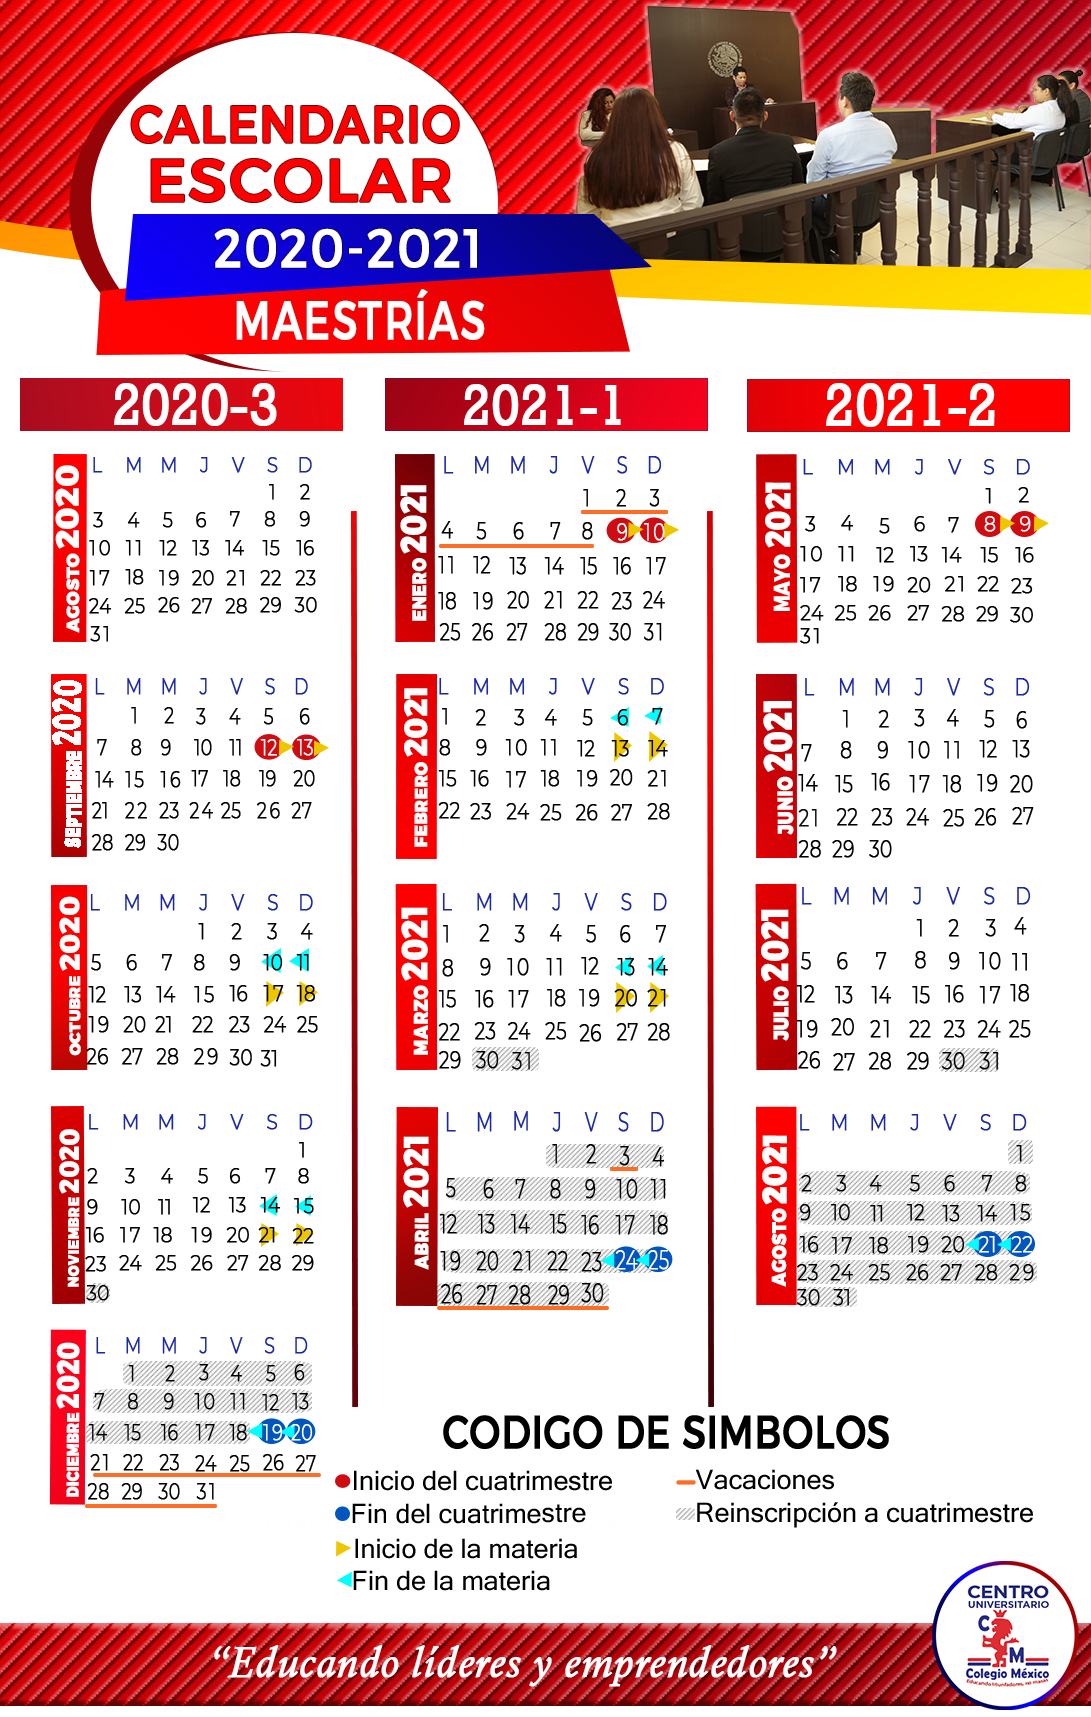 CALENDARIO
ESCOLAR
2020-2021
MAESTRÍAS
2020-3
AGOSTO 2020
L M M J V S D
1 2
3 4 5 6 7 8 9
10 11 12 13 14 15 16
17 18 19 20 21 22 23
24 25 26 27 28 29 30
31
SEPTIEMBRE 2020
L M M J V S D
1 2 3 4 5 6
7 8 9 10 11 12 13
14 15 16 17 18 19 20
21 22 23 24 25 26 27
28 29 30
OCTUBRE 2020
L M M J V S D
1 2 3 4
5 6 7 8 9 10 11
12 13 14 15 16 17 18
19 20 21 22 23 24 25
26 27 28 29 30 31
NOVIEMBRE 2020
L M M J V S D
1
2 3 4 5 6 7 8
9 10 11 12 13 14 15
16 17 18 19 20 21 22
23 24 25 26 27 28 29
30
DICIEMBRE 2020
L M M J V S D
1 2 3 4 5 6
7 8 9 10 11 12 13
14 15 16 17 18 19 20
21 22 23 24 25 26 27
28 29 30 31
2021-1
ENERO 2021
L M M J V S D
1 2 3
4 5 6 7 8 9 10
11 12 13 14 15 16 17
18 19 20 21 22 23 24
25 26 27 28 29 30 31
FEBRERO 2021
L M M J V S D
1 2 3 4 5 6 7
8 9 10 11 12 13 14
15 16 17 18 19 20 21
22 23 24 25 26 27 28
MARZO 2021
L M M J V S D
1 2 3 4 5 6 7
8 9 10 11 12 13 14
15 16 17 18 19 20 21
22 23 24 25 26 27 28
29 30 31
ABRIL 2021
L M M J V S D
1 2 3 4
5 6 7 8 9 10 11
12 13 14 15 16 17 18
19 20 21 22 23 24 25
26 27 28 29 30
2021-2
MAYO 2021
L M M J V S D
1 2
3 4 5 6 7 8 9
10 11 12 13 14 15 16
17 18 19 20 21 22 23
24 25 26 27 28 29 30
31
JUNIO 2021
L M M J V S D
1 2 3 4 5 6
7 8 9 10 11 12 13
14 15 16 17 18 19 20
21 22 23 24 25 26 27
28 29 30
JULIO 2021
L M M J V S D
1 2 3 4
5 6 7 8 9 10 11
12 13 14 15 16 17 18
19 20 21 22 23 24 25
26 27 28 29 30 31
AGOSTO 2021
L M M J V S D
1
2 3 4 5 6 7 8
9 10 11 12 13 14 15
16 17 18 19 20 21 22
23 24 25 26 27 28 29
30 31
CODIGO DE SIMBOLOS
Inicio del cuatrimestre
Fin del cuatrimestre
Inicio de la materia
Fin de la materia
Vacaciones
Reinscripción a cuatrimestre
“Educando líderes y emprendedores”
CENTRO
UNIVERSITARIO
C M
Colegio México
Educando triunfadores, no masas